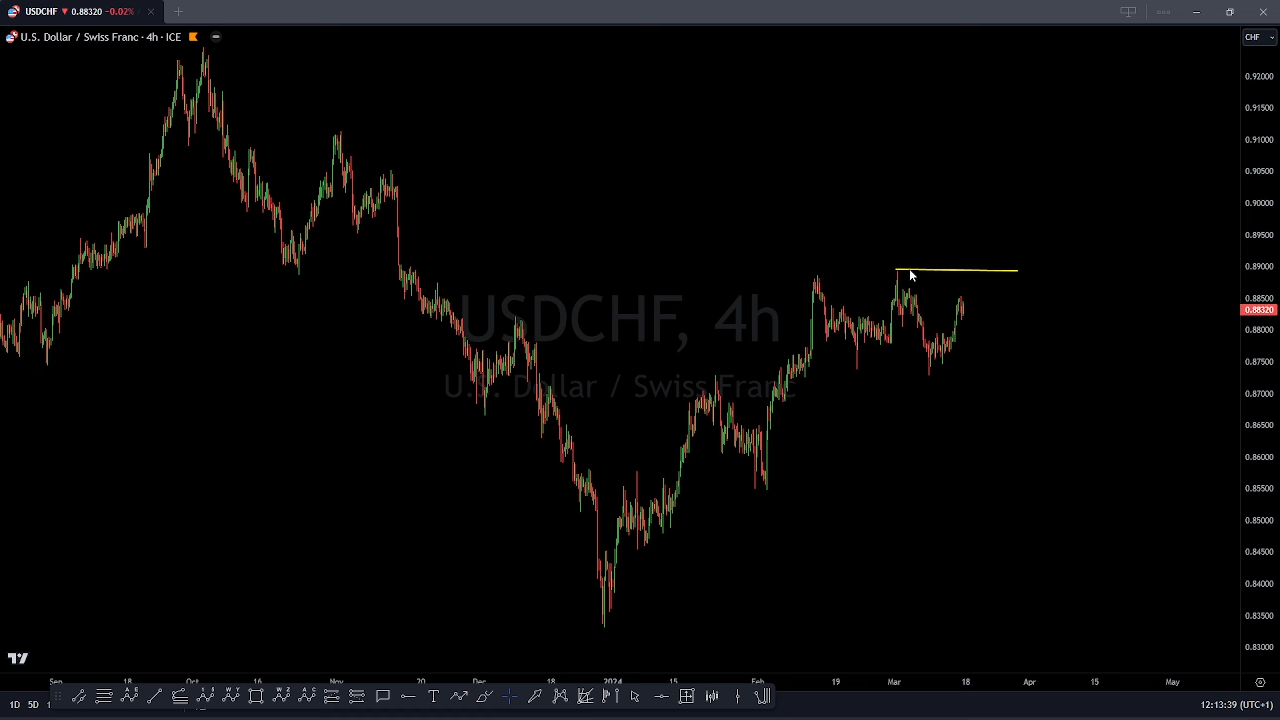 USDCHF ▼ 0.88320 −0.02%
U.S. Dollar / Swiss Franc · 4h · ICE
CHF
0.92000
0.91500
0.91000
0.90500
0.90000
0.89500
0.89000
0.88500
0.88320
0.88000
0.87500
0.87000
0.86500
0.86000
0.85500
0.85000
0.84500
0.84000
0.83500
0.83000
USDCHF, 4h
U.S. Dollar / Swiss Franc
Sep 18 Oct 16 Nov 20 Dec 18 2024 15 Feb 19 Mar 18 Apr 15 May
1D 5D
12:13:39 (UTC+1)